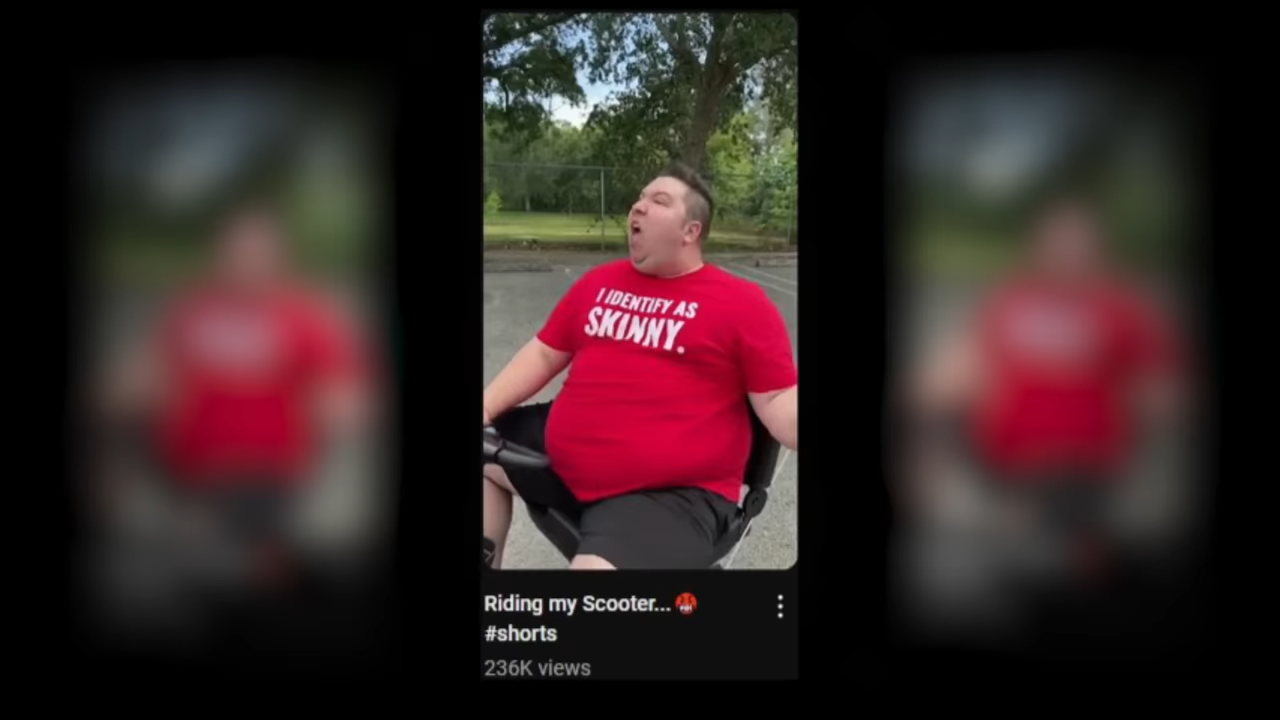 I IDENTIFY AS
SKINNY.
Riding my Scooter... 🤬
#shorts
236K views